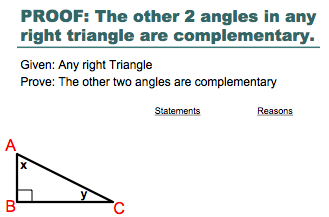 PROOF: The other 2 angles in any
right triangle are complementary.
Given: Any right Triangle
Prove: The other two angles are complementary
Statements Reasons
A
x
y
B
C